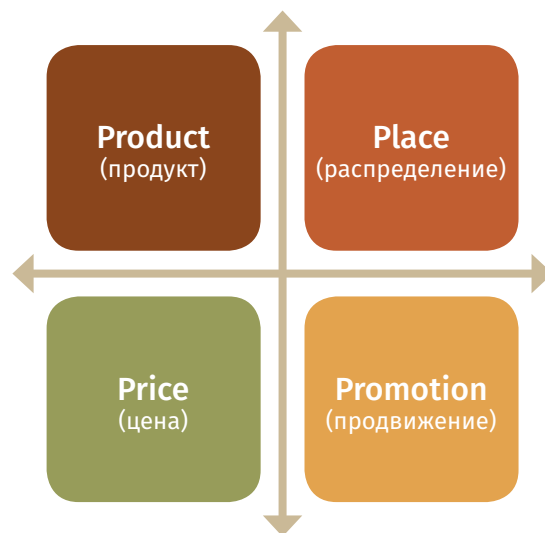 Product
(продукт)
Place
(распределение)
Price
(цена)
Promotion
(продвижение)